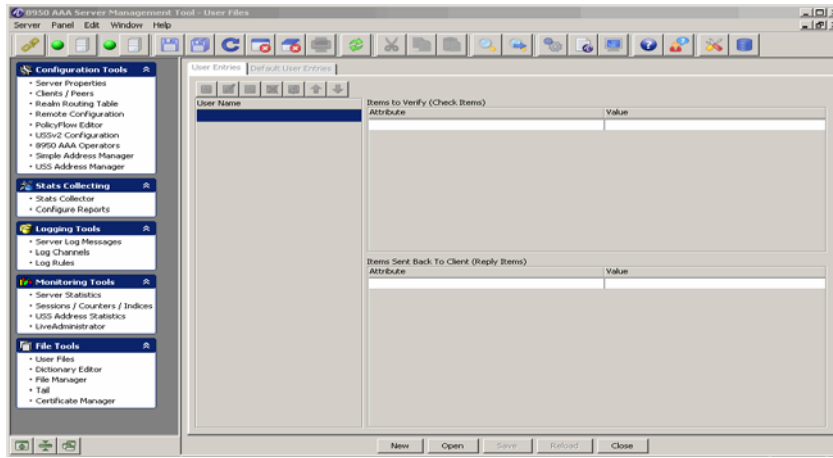 8950 AAA Server Management Tool - User Files
Server Panel Edit Window Help
Configuration Tools
• Server Properties
• Clients / Peers
• Realm Routing Table
• Remote Configuration
• PolicyFlow Editor
• USSv2 Configuration
• 8950 AAA Operators
• Simple Address Manager
• USS Address Manager
Stats Collecting
• Stats Collector
• Configure Reports
Logging Tools
• Server Log Messages
• Log Channels
• Log Rules
Monitoring Tools
• Server Statistics
• Sessions / Counters / Indices
• USS Address Statistics
• LiveAdministrator
File Tools
• User Files
• Dictionary Editor
• File Manager
• Tail
• Certificate Manager
User Entries Default User Entries
User Name
Items to Verify (Check Items)
Attribute Value
Items Sent Back To Client (Reply Items)
Attribute Value
New Open Save Reload Close